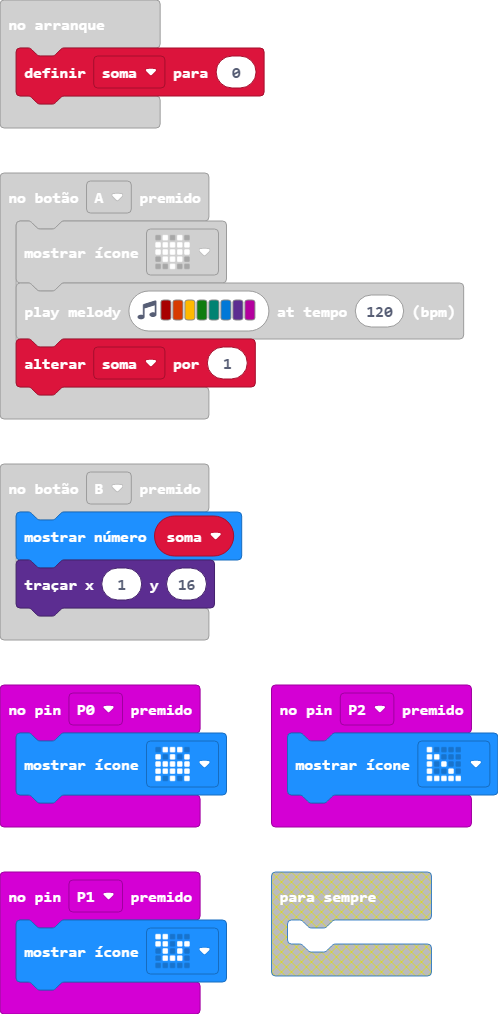 no arranque
definir soma para 0
no botão A premido
mostrar ícone
play melody at tempo 120 (bpm)
alterar soma por 1
no botão B premido
mostrar número soma
traçar x 1 y 16
no pin P0 premido
mostrar ícone
no pin P2 premido
mostrar ícone
no pin P1 premido
mostrar ícone
para sempre